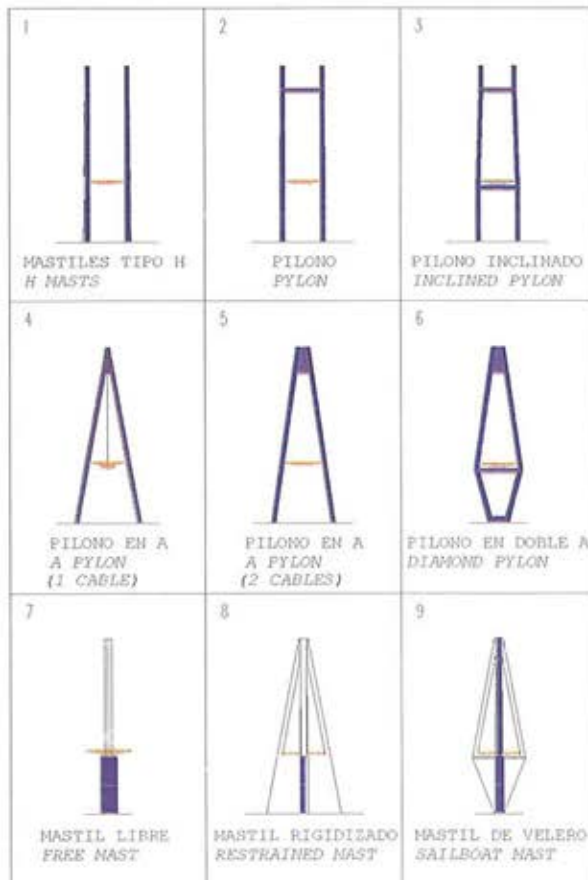 1
MASTILES TIPO H
H MASTS
2
PILONO
PYLON
3
PILONO INCLINADO
INCLINED PYLON
4
PILONO EN A
A PYLON
(1 CABLE)
5
PILONO EN A
A PYLON
(2 CABLES)
6
PILONO EN DOBLE A
DIAMOND PYLON
7
MASTIL LIBRE
FREE MAST
8
MASTIL RIGIDIZADO
RESTRAINED MAST
9
MASTIL DE VELERO
SAILBOAT MAST